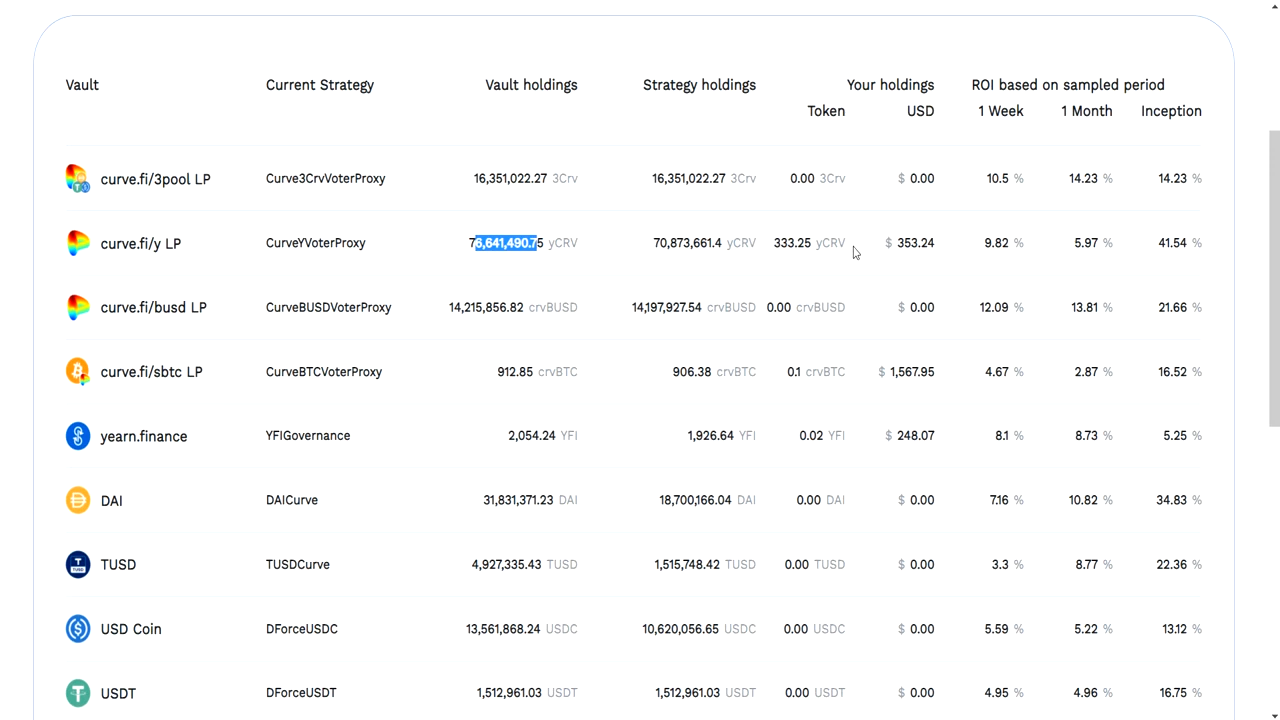 Vault Current Strategy Vault holdings Strategy holdings Your holdings ROI based on sampled period
Token USD 1 Week 1 Month Inception
curve.fi/3pool LP Curve3CrvVoterProxy 16,351,022.27 3Crv 16,351,022.27 3Crv 0.00 3Crv $ 0.00 10.5 % 14.23 % 14.23 %
curve.fi/y LP CurveYVoterProxy 76,641,490.75 yCRV 70,873,661.4 yCRV 333.25 yCRV $ 353.24 9.82 % 5.97 % 41.54 %
curve.fi/busd LP CurveBUSDVoterProxy 14,215,856.82 crvBUSD 14,197,927.54 crvBUSD 0.00 crvBUSD $ 0.00 12.09 % 13.81 % 21.66 %
curve.fi/sbtc LP CurveBTCVoterProxy 912.85 crvBTC 906.38 crvBTC 0.1 crvBTC $ 1,567.95 4.67 % 2.87 % 16.52 %
yearn.finance YFIGovernance 2,054.24 YFI 1,926.64 YFI 0.02 YFI $ 248.07 8.1 % 8.73 % 5.25 %
DAI DAICurve 31,831,371.23 DAI 18,700,166.04 DAI 0.00 DAI $ 0.00 7.16 % 10.82 % 34.83 %
TUSD TUSDCurve 4,927,335.43 TUSD 1,515,748.42 TUSD 0.00 TUSD $ 0.00 3.3 % 8.77 % 22.36 %
USD Coin DForceUSDC 13,561,868.24 USDC 10,620,056.65 USDC 0.00 USDC $ 0.00 5.59 % 5.22 % 13.12 %
USDT DForceUSDT 1,512,961.03 USDT 1,512,961.03 USDT 0.00 USDT $ 0.00 4.95 % 4.96 % 16.75 %